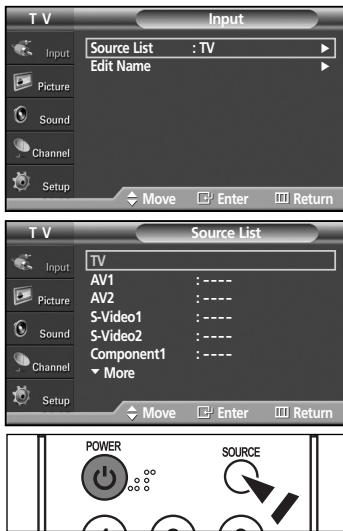 T V Input
Input Source List : TV ►
Edit Name ►
Picture
Sound
Channel
Setup
Move Enter Return
T V Source List
Input TV
AV1 : ----
Picture AV2 : ----
S-Video1 : ----
Sound S-Video2 : ----
Component1 : ----
Channel ▼ More
Setup
Move Enter Return
POWER SOURCE